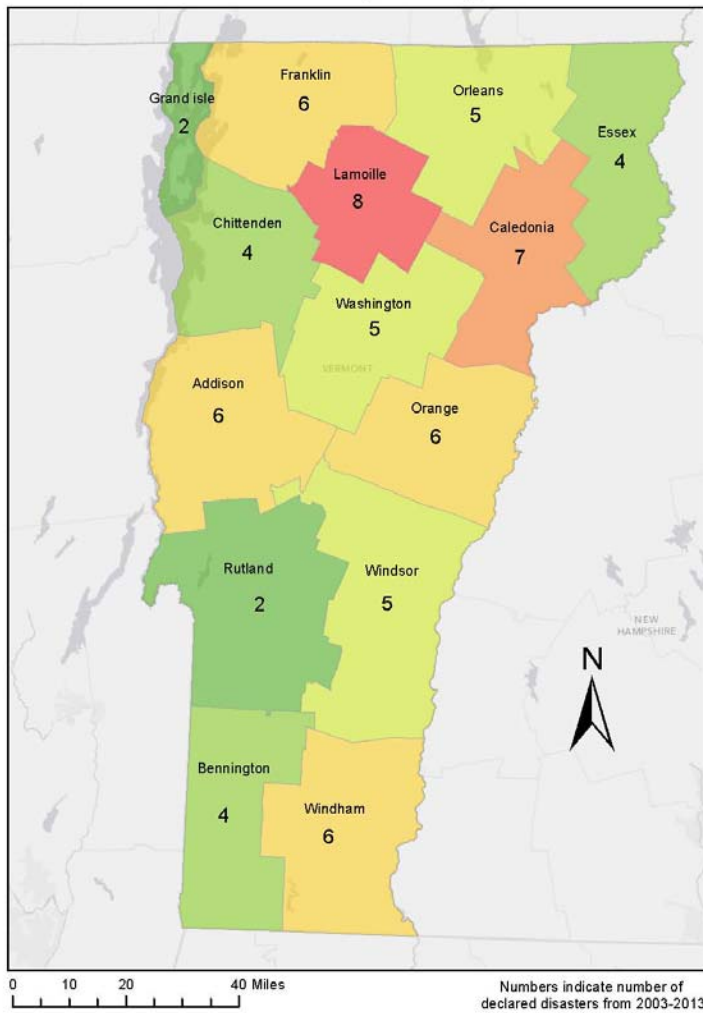 Grand isle
2
Franklin
6
Orleans
5
Essex
4
Lamoille
8
Chittenden
4
Caledonia
7
Washington
5
VERMONT
Addison
6
Orange
6
Rutland
2
Windsor
5
NEW
HAMPSHIRE
N
Bennington
4
Windham
6
0 10 20 40 Miles
Numbers indicate number of
declared disasters from 2003-2013